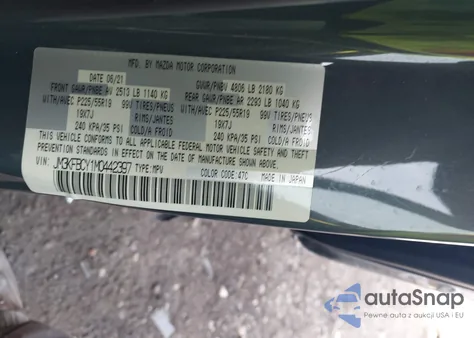 MFD. BY MAZDA MOTOR CORPORATION
DATE 06/21 GVWR/PNBV 4806 LB 2180 KG
FRONT GAWR/PNBE AV 2513 LB 1140 KG REAR GAWR/PNBE AR 2293 LB 1040 KG
WITH/AVEC P225/55R19 99V TIRES/PNEUS WITH/AVEC P225/55R19 99V TIRES/PNEUS
19X7J RIMS/JANTES 19X7J RIMS/JANTES
240 KPA/35 PSI COLD/A FROID 240 KPA/35 PSI COLD/A FROID
THIS VEHICLE CONFORMS TO ALL APPLICABLE FEDERAL MOTOR VEHICLE SAFETY, BUMPER, AND THEFT
PREVENTION STANDARDS IN EFFECT ON THE DATE OF MANUFACTURE SHOWN ABOVE.
VIN: JM3KFBCY1M0442397 TYPE: MPV COLOR CODE: 47C MADE IN JAPAN
autoSnap
Pewne auta z aukcji USA i EU